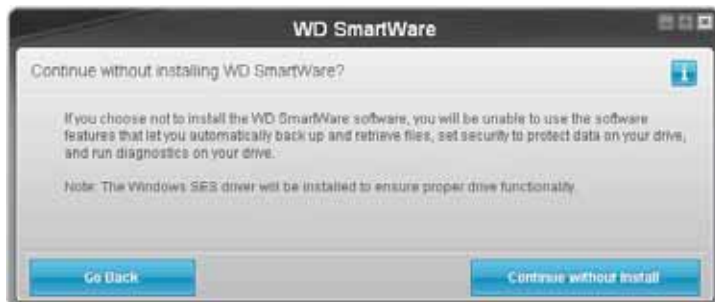 WD SmartWare
Continue without installing WD SmartWare?
If you choose not to install the WD SmartWare software, you will be unable to use the software
features that let you automatically back up and retrieve files, set security to protect data on your drive,
and run diagnostics on your drive.
Note: The Windows SES driver will be installed to ensure proper drive functionality.
Go Back
Continue without Install